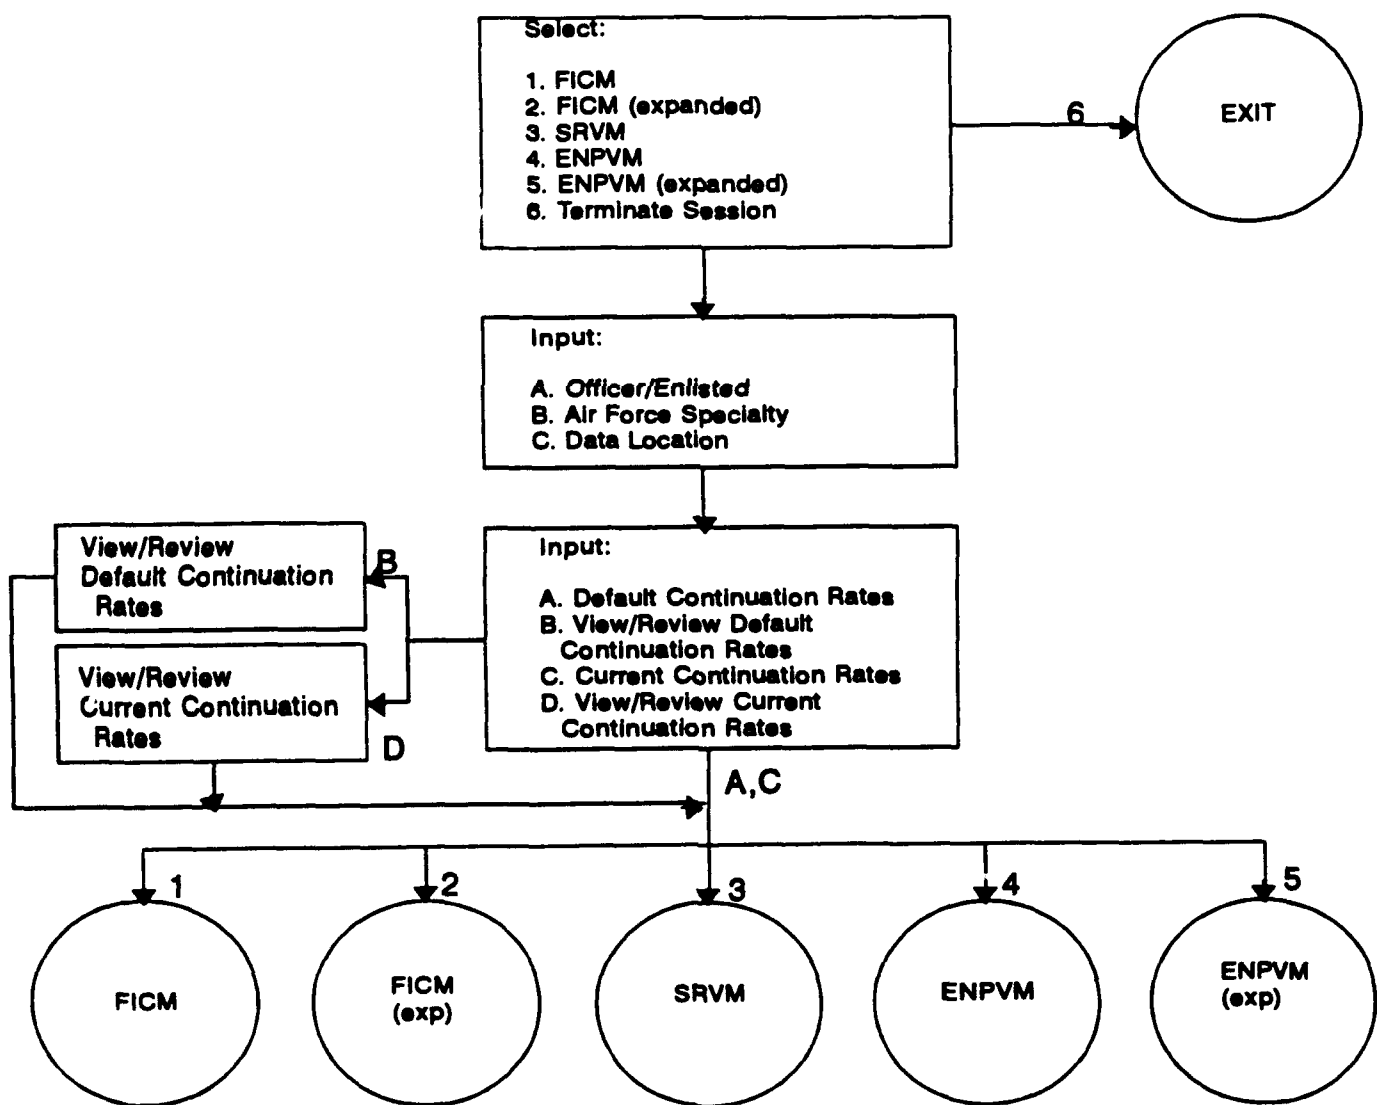 Select:
1. FICM
2. FICM (expanded)
3. SRVM
4. ENPVM
5. ENPVM (expanded)
6. Terminate Session
6
EXIT
Input:
A. Officer/Enlisted
B. Air Force Specialty
C. Data Location
View/Review
Default Continuation
Rates
B
View/Review
Current Continuation
Rates
D
Input:
A. Default Continuation Rates
B. View/Review Default
Continuation Rates
C. Current Continuation Rates
D. View/Review Current
Continuation Rates
A,C
1
2
3
4
5
FICM
FICM
(exp)
SRVM
ENPVM
ENPVM
(exp)